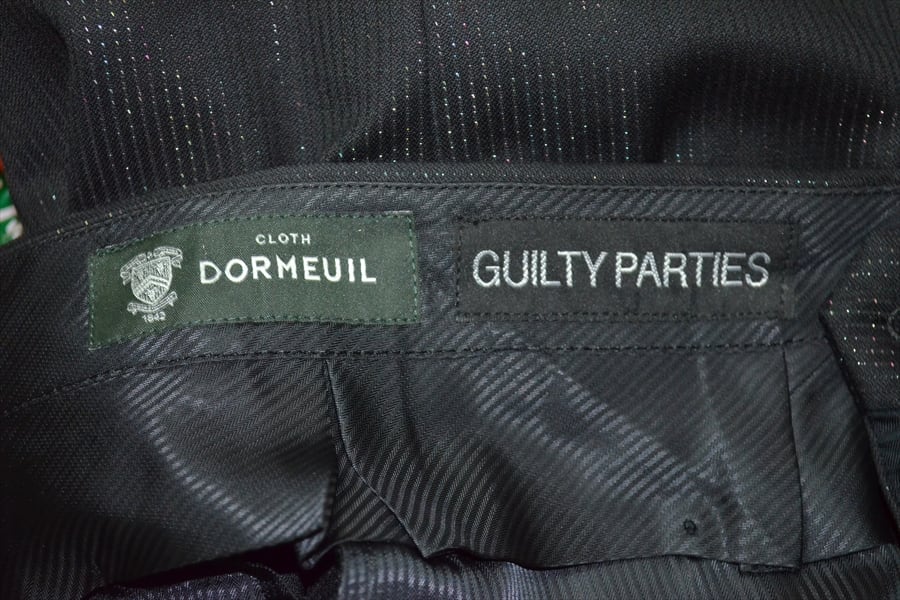 CLOTH
DORMEUIL
1842
GUILTY PARTIES